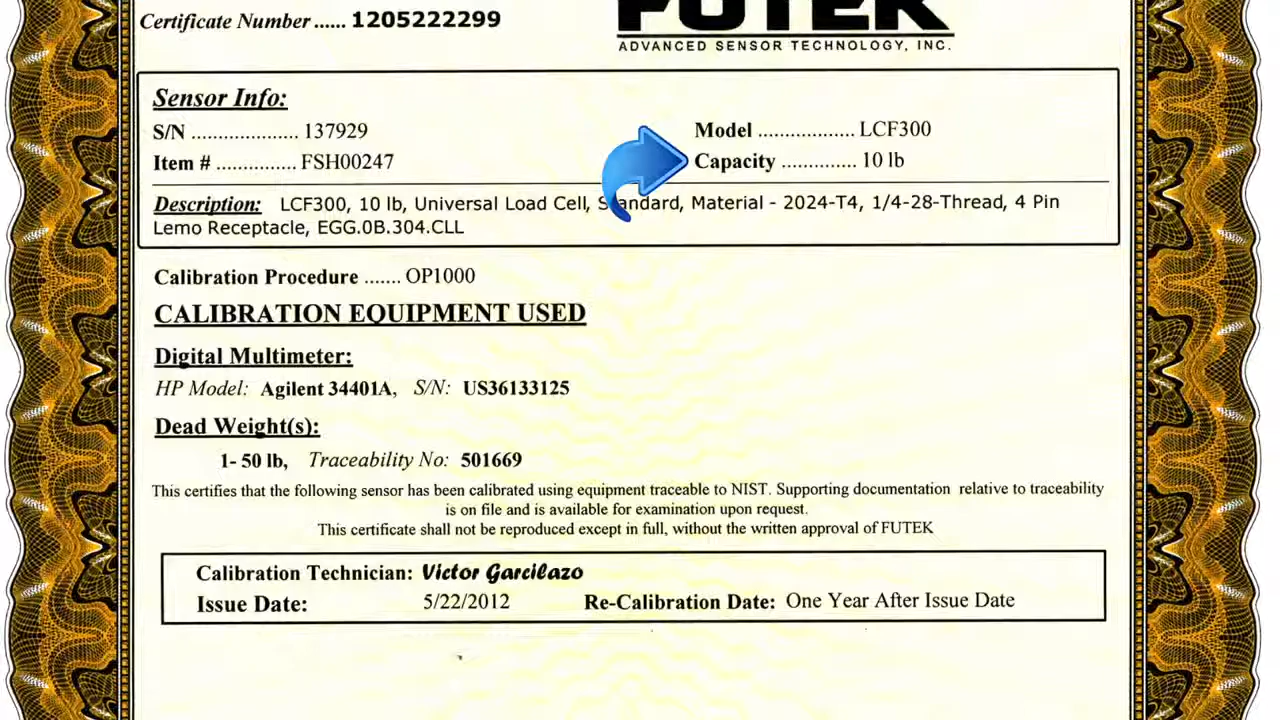 Certificate Number ...... 1205222299
FUTEK
ADVANCED SENSOR TECHNOLOGY, INC.
Sensor Info:
S/N .................... 137929
Model .................. LCF300
Item # ............... FSH00247
Capacity .............. 10 lb
Description: LCF300, 10 lb, Universal Load Cell, Standard, Material - 2024-T4, 1/4-28-Thread, 4 Pin
Lemo Receptacle, EGG.0B.304.CLL
Calibration Procedure ....... OP1000
CALIBRATION EQUIPMENT USED
Digital Multimeter:
HP Model: Agilent 34401A, S/N: US36133125
Dead Weight(s):
1- 50 lb, Traceability No: 501669
This certifies that the following sensor has been calibrated using equipment traceable to NIST. Supporting documentation relative to traceability
is on file and is available for examination upon request.
This certificate shall not be reproduced except in full, without the written approval of FUTEK
Calibration Technician: Victor Garcilazo
Issue Date: 5/22/2012 Re-Calibration Date: One Year After Issue Date